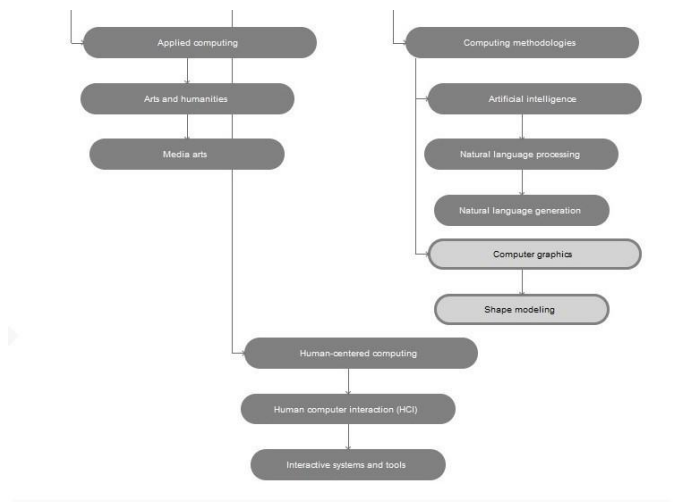 Applied computing
Arts and humanities
Media arts
Computing methodologies
Artificial intelligence
Natural language processing
Natural language generation
Computer graphics
Shape modeling
Human-centered computing
Human computer interaction (HCI)
Interactive systems and tools